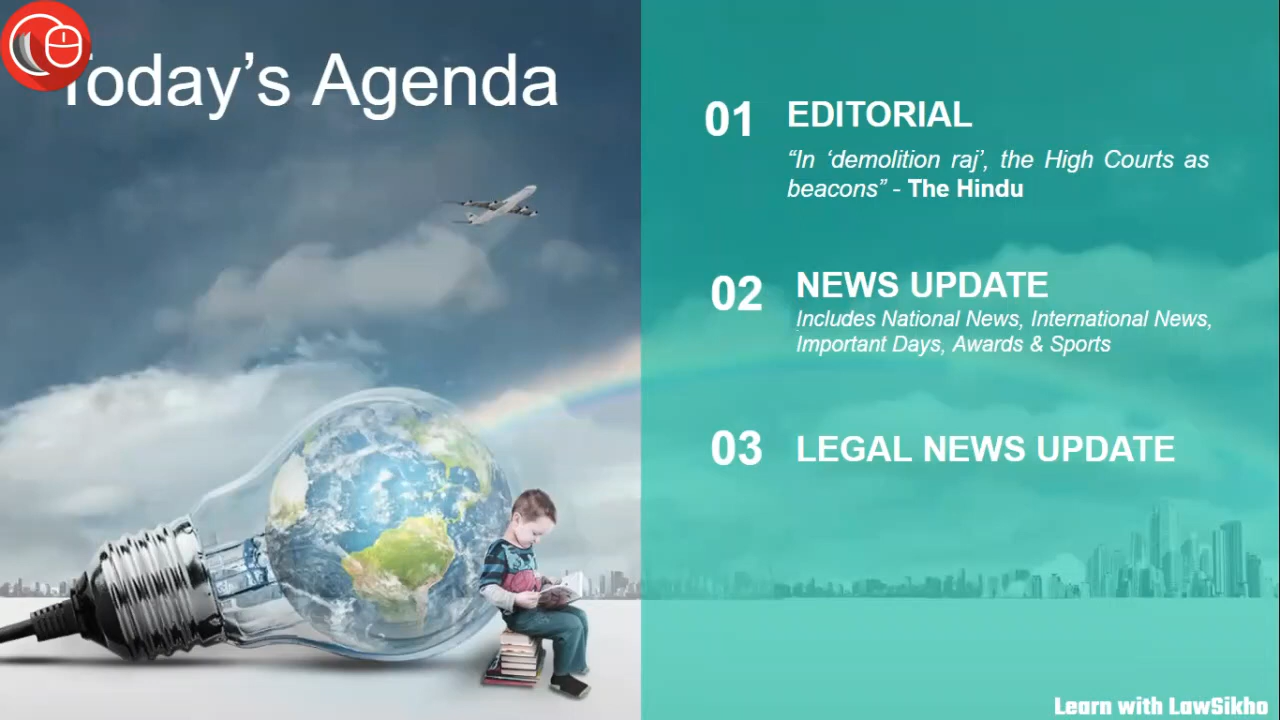 Today's Agenda
01 EDITORIAL
“In ‘demolition raj’, the High Courts as
beacons” - The Hindu
02 NEWS UPDATE
Includes National News, International News,
Important Days, Awards & Sports
03 LEGAL NEWS UPDATE
Learn with LawSikho